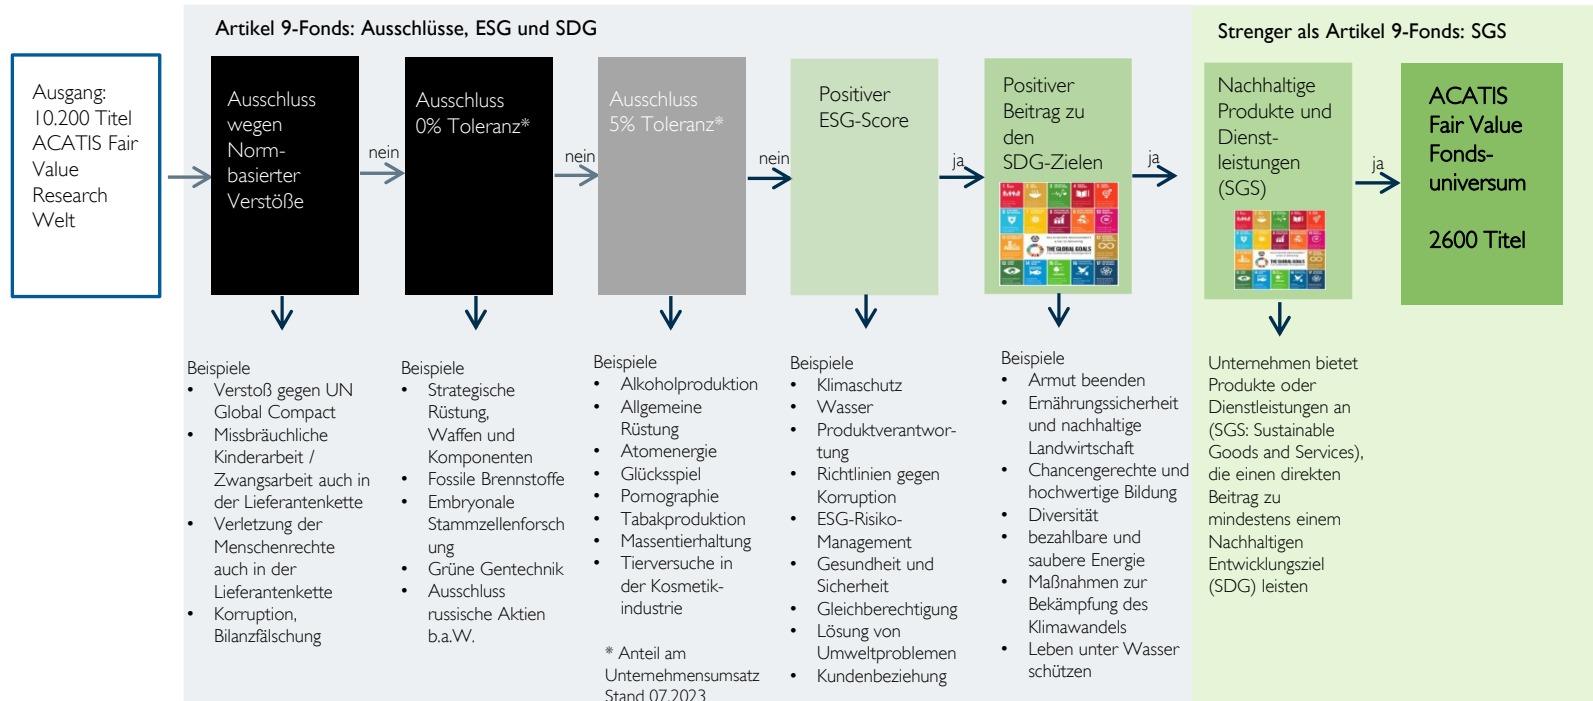 Artikel 9-Fonds: Ausschlüsse, ESG und SDG
Strenger als Artikel 9-Fonds: SGS
Ausgang:
10.200 Titel
ACATIS Fair
Value
Research
Welt
Ausschluss
wegen
Norm-
basierter
Verstöße
nein
Ausschluss
0% Toleranz*
nein
Ausschluss
5% Toleranz*
nein
Positiver
ESG-Score
ja
Positiver
Beitrag zu
den
SDG-Zielen
THE GLOBAL GOALS
ja
Nachhaltige
Produkte und
Dienst-
leistungen
(SGS)
THE GLOBAL GOALS
ja
ACATIS
Fair Value
Fonds-
universum
2600 Titel
Beispiele
• Verstoß gegen UN
Global Compact
• Missbräuchliche
Kinderarbeit /
Zwangsarbeit auch in
der Lieferantenkette
• Verletzung der
Menschenrechte
auch in der
Lieferantenkette
• Korruption,
Bilanzfälschung
Beispiele
• Strategische
Rüstung,
Waffen und
Komponenten
• Fossile Brennstoffe
• Embryonale
Stammzellenforsch
ung
• Grüne Gentechnik
• Ausschluss
russische Aktien
b.a.W.
Beispiele
• Alkoholproduktion
• Allgemeine
Rüstung
• Atomenergie
• Glücksspiel
• Pornographie
• Tabakproduktion
• Massentierhaltung
• Tierversuche in
der Kosmetik-
industrie
* Anteil am
Unternehmensumsatz
Stand 07.2023
Beispiele
• Klimaschutz
• Wasser
• Produktverantwor-
tung
• Richtlinien gegen
Korruption
• ESG-Risiko-
Management
• Gesundheit und
Sicherheit
• Gleichberechtigung
• Lösung von
Umweltproblemen
• Kundenbeziehung
Beispiele
• Armut beenden
• Ernährungssicherheit
und nachhaltige
Landwirtschaft
• Chancengerechte und
hochwertige Bildung
• Diversität
• bezahlbare und
saubere Energie
• Maßnahmen zur
Bekämpfung des
Klimawandels
• Leben unter Wasser
schützen
Unternehmen bietet
Produkte oder
Dienstleistungen an
(SGS: Sustainable
Goods and Services),
die einen direkten
Beitrag zu
mindestens einem
Nachhaltigen
Entwicklungsziel
(SDG) leisten